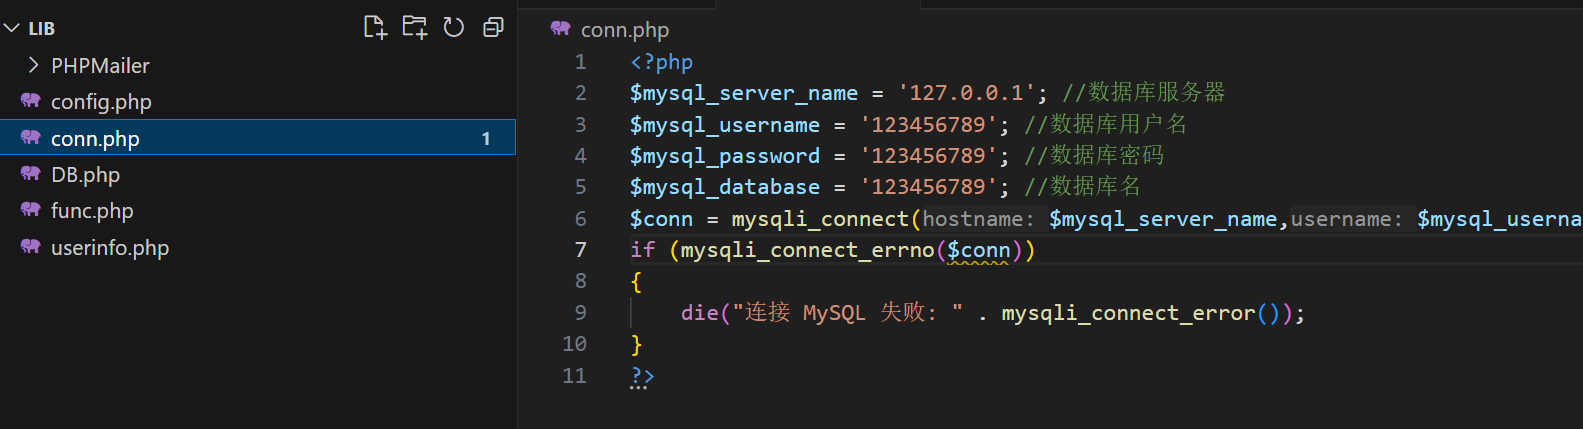 LIB
PHPMailer
config.php
conn.php 1
DB.php
func.php
userinfo.php
conn.php
1 <?php
2 $mysql_server_name = '127.0.0.1'; //数据库服务器
3 $mysql_username = '123456789'; //数据库用户名
4 $mysql_password = '123456789'; //数据库密码
5 $mysql_database = '123456789'; //数据库名
6 $conn = mysqli_connect(hostname: $mysql_server_name,username: $mysql_userna
7 if (mysqli_connect_errno($conn))
8 {
9 die("连接 MySQL 失败: " . mysqli_connect_error());
10 }
11 ?>